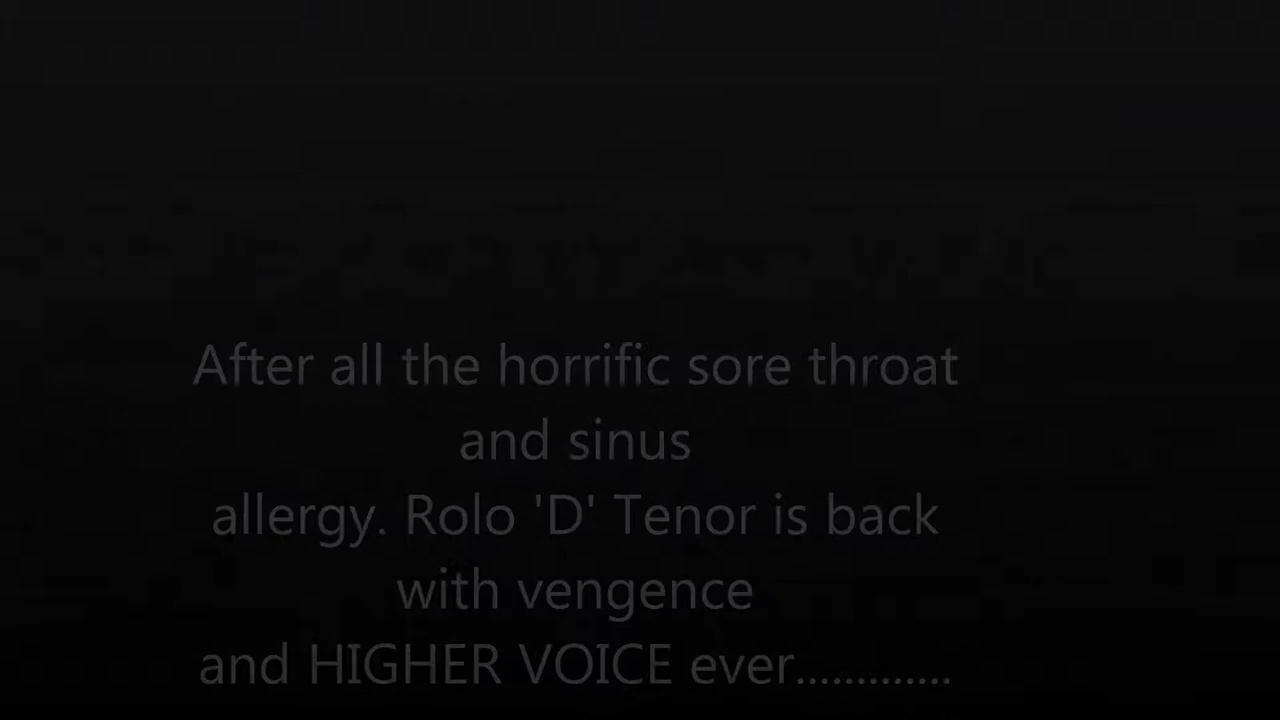 After all the horrific sore throat
and sinus
allergy. Rolo 'D' Tenor is back
with vengence
and HIGHER VOICE ever.............